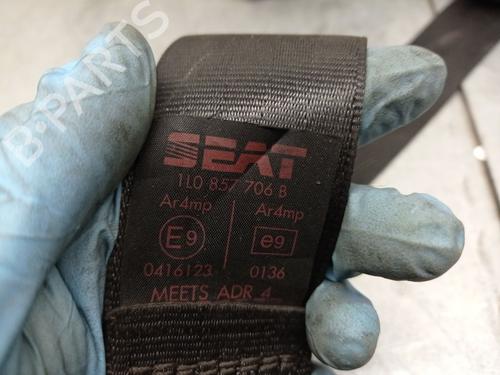 SEAT
1L0 857 706 B
Ar4mp Ar4mp
E9 e9
0416123 0136
MEETS ADR 4
B-PARTS